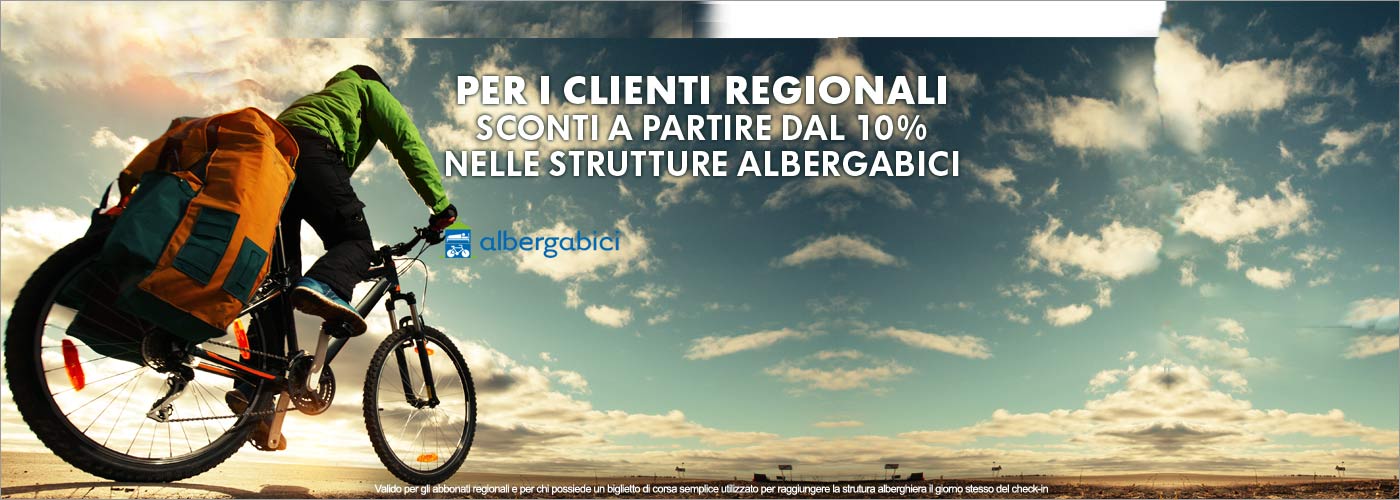 PER I CLIENTI REGIONALI
SCONTI A PARTIRE DAL 10%
NELLE STRUTTURE ALBERGABICI
albergabici
Valido per gli abbonati regionali e per chi possiede un biglietto di corsa semplice utilizzato per raggiungere la strutura alberghiera il giorno stesso del check-in